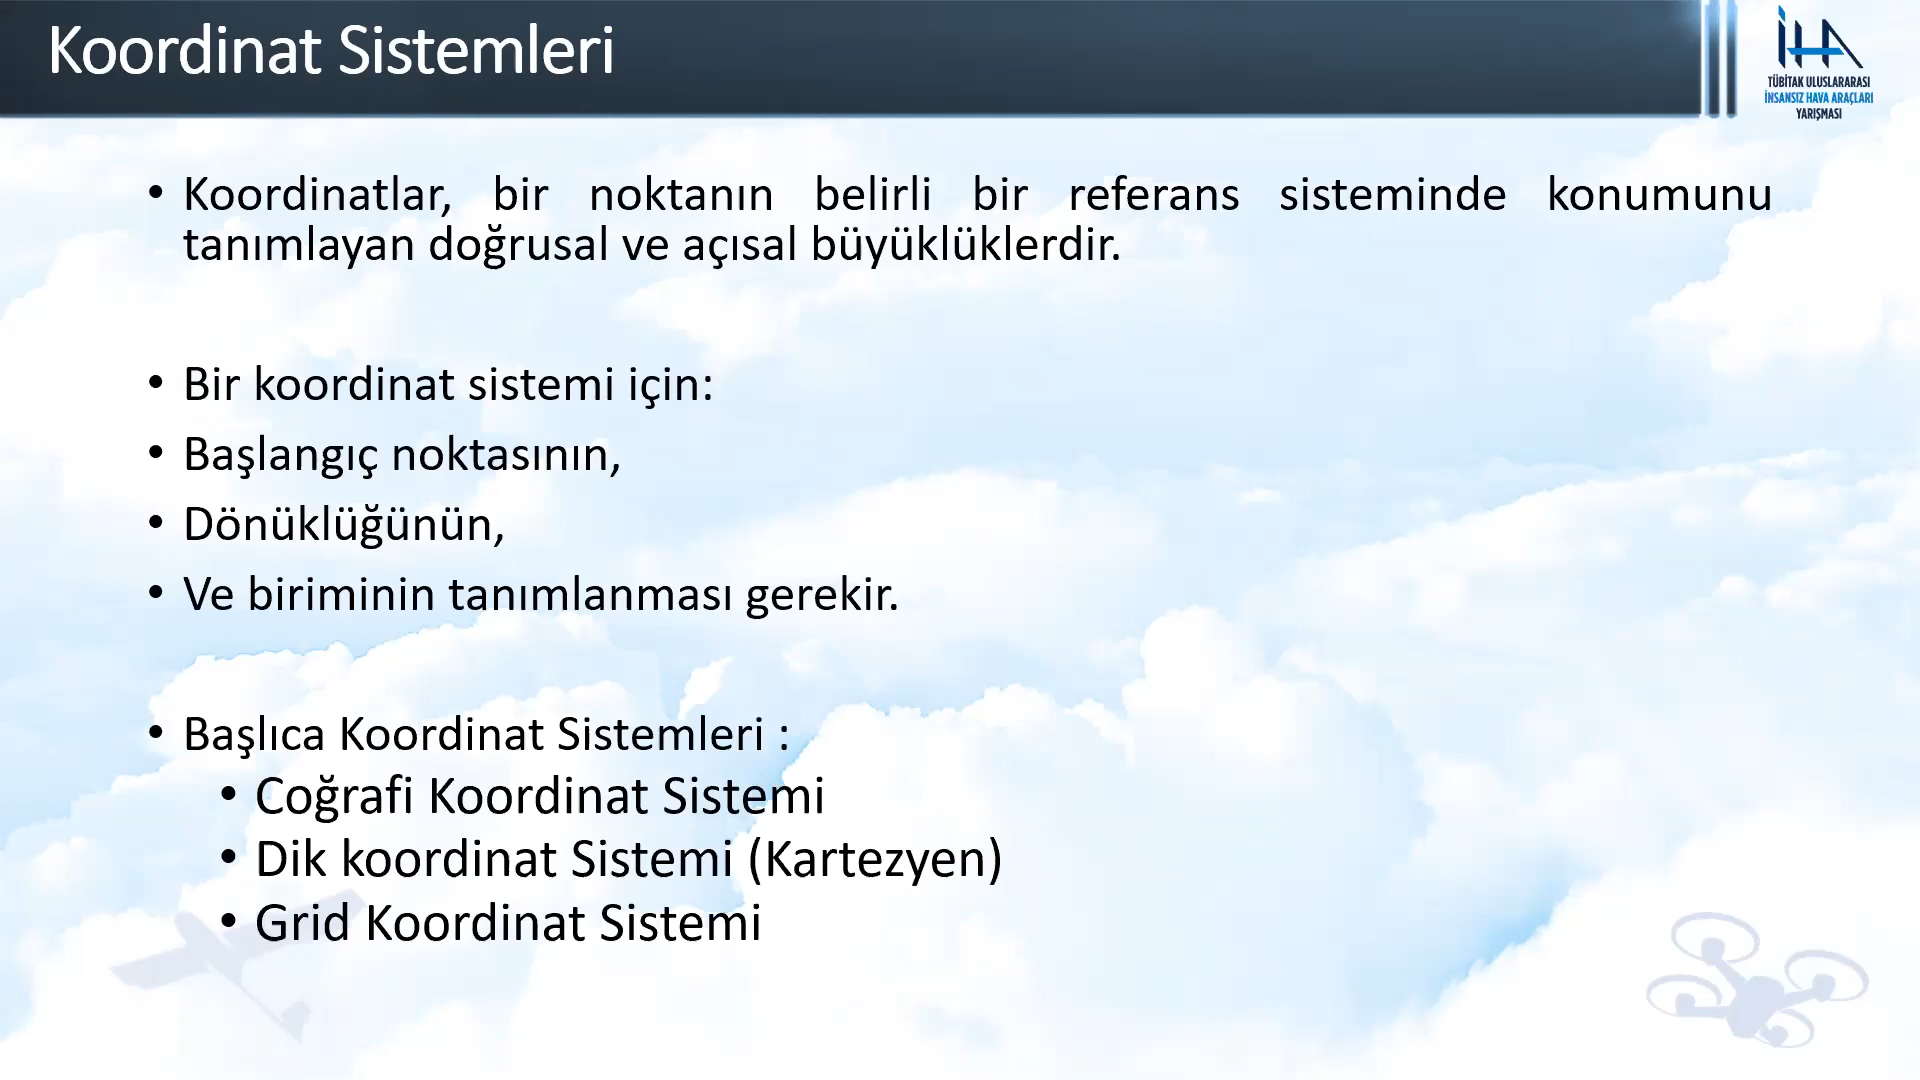 Koordinat Sistemleri
İHA
TÜBİTAK ULUSLARARASI
İNSANSIZ HAVA ARAÇLARI
YARIŞMASI
• Koordinatlar, bir noktanın belirli bir referans sisteminde konumunu
tanımlayan doğrusal ve açısal büyüklüklerdir.
• Bir koordinat sistemi için:
• Başlangıç noktasının,
• Dönüklüğünün,
• Ve biriminin tanımlanması gerekir.
• Başlıca Koordinat Sistemleri :
• Coğrafi Koordinat Sistemi
• Dik koordinat Sistemi (Kartezyen)
• Grid Koordinat Sistemi